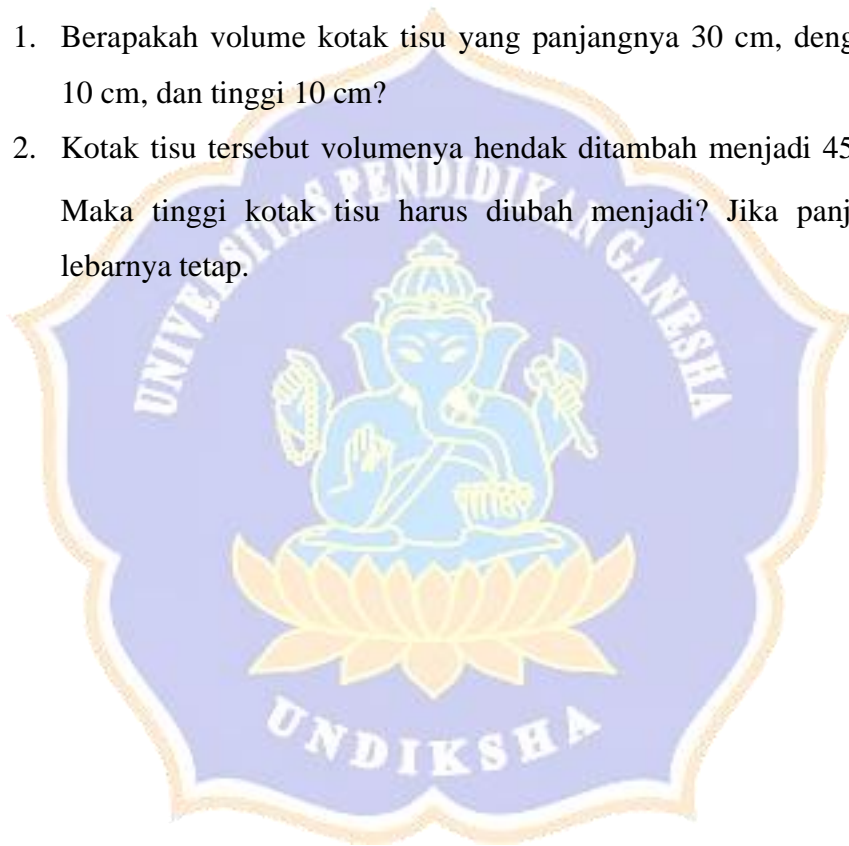 1. Berapakah volume kotak tisu yang panjangnya 30 cm, deng
10 cm, dan tinggi 10 cm?
2. Kotak tisu tersebut volumenya hendak ditambah menjadi 45
Maka tinggi kotak tisu harus diubah menjadi? Jika panj
lebarnya tetap.
UNIVERSITAS PENDIDIKAN GANESHA
UNDIKSHA